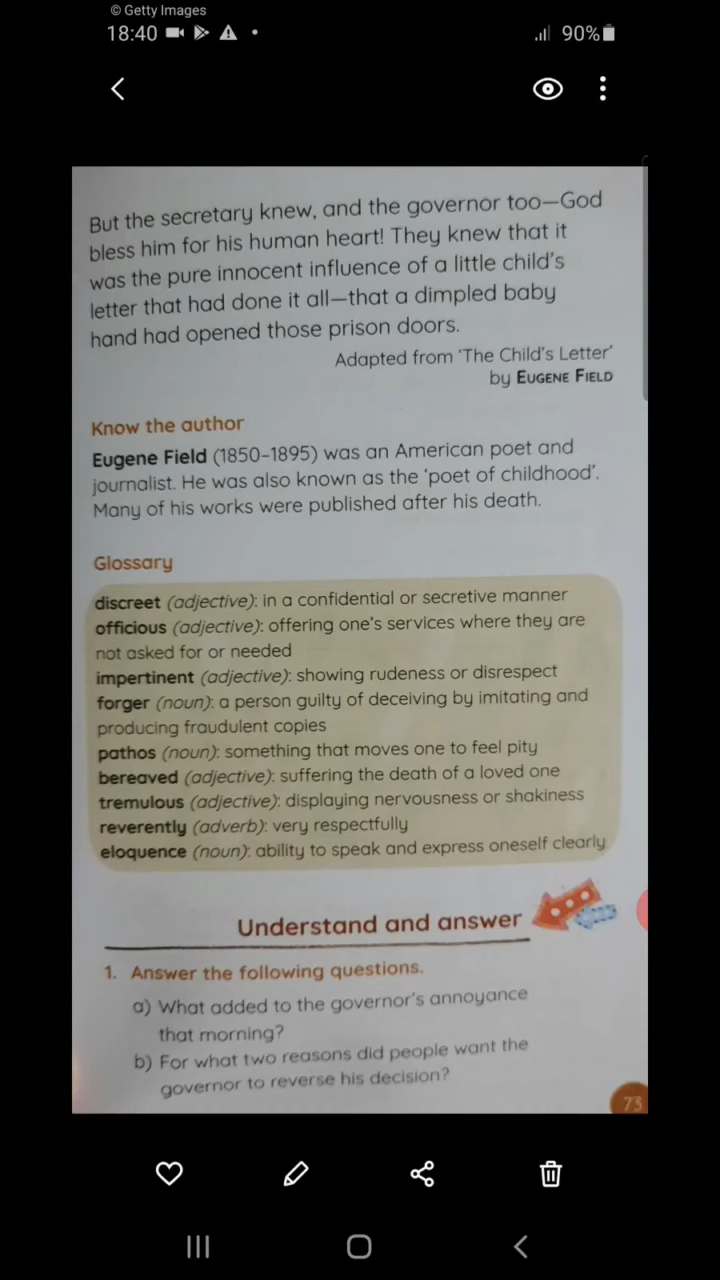 © Getty Images
18:40
90%
But the secretary knew, and the governor too—God
bless him for his human heart! They knew that it
was the pure innocent influence of a little child's
letter that had done it all—that a dimpled baby
hand had opened those prison doors.
Adapted from 'The Child's Letter'
by EUGENE FIELD
Know the author
Eugene Field (1850–1895) was an American poet and
journalist. He was also known as the 'poet of childhood'.
Many of his works were published after his death.
Glossary
discreet (adjective): in a confidential or secretive manner
officious (adjective): offering one's services where they are
not asked for or needed
impertinent (adjective): showing rudeness or disrespect
forger (noun): a person guilty of deceiving by imitating and
producing fraudulent copies
pathos (noun): something that moves one to feel pity
bereaved (adjective): suffering the death of a loved one
tremulous (adjective): displaying nervousness or shakiness
reverently (adverb): very respectfully
eloquence (noun): ability to speak and express oneself clearly
Understand and answer
1. Answer the following questions.
a) What added to the governor's annoyance
that morning?
b) For what two reasons did people want the
governor to reverse his decision?
73